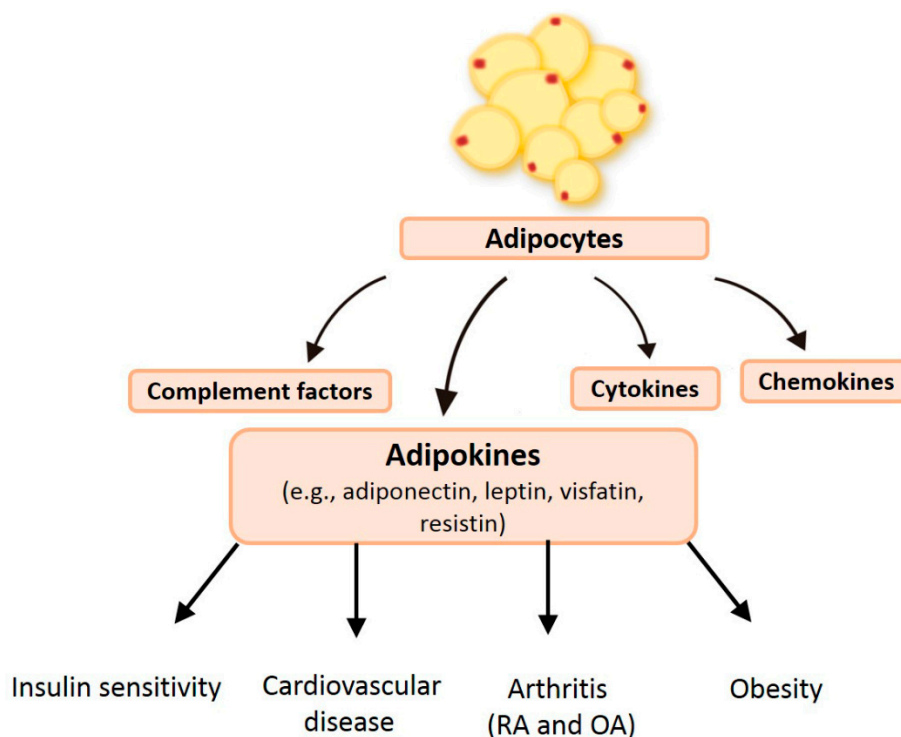 Adipocytes
Complement factors
Cytokines
Chemokines
Adipokines
(e.g., adiponectin, leptin, visfatin,
resistin)
Insulin sensitivity
Cardiovascular
disease
Arthritis
(RA and OA)
Obesity